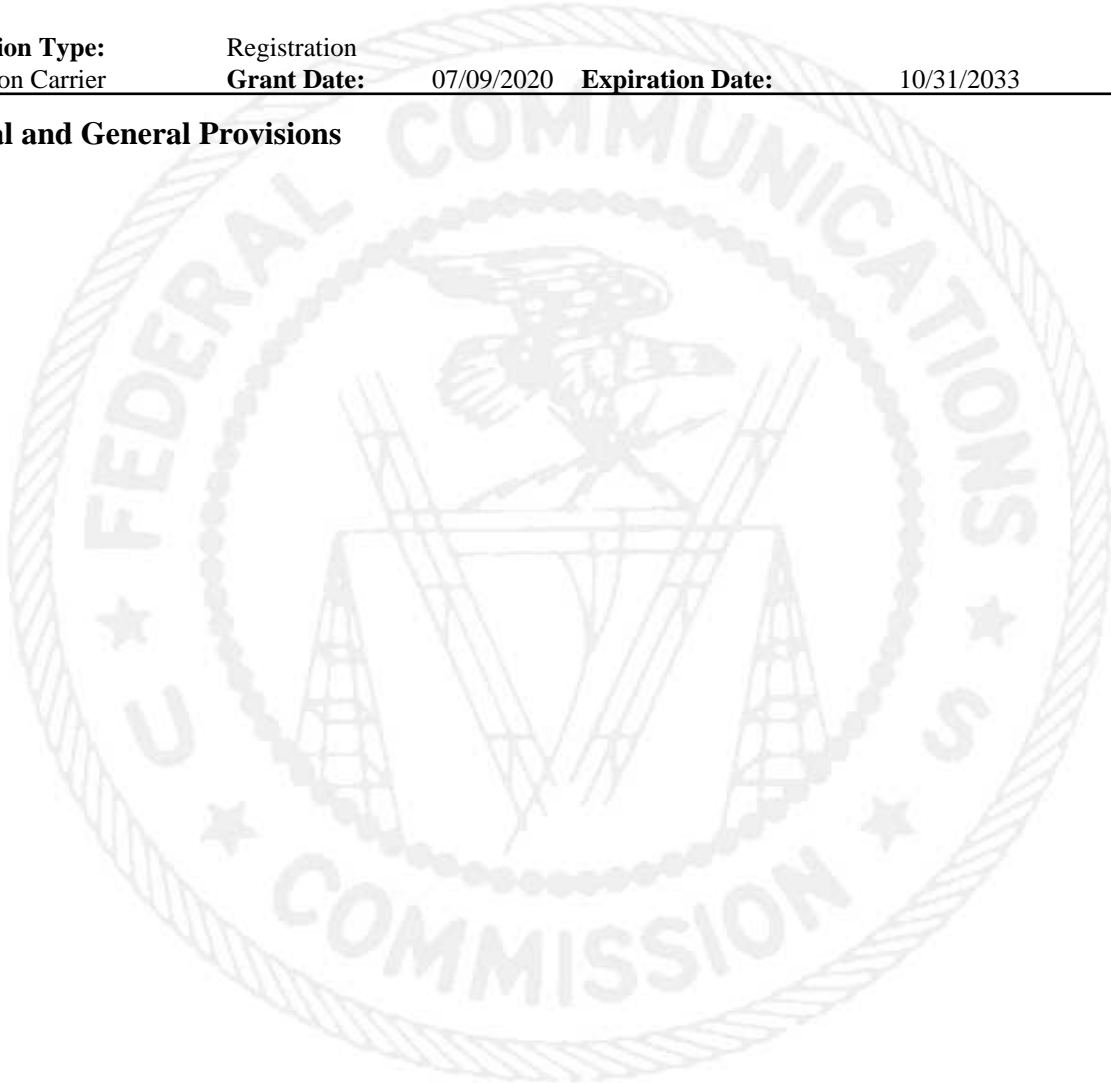 ion Type: Registration
on Carrier Grant Date: 07/09/2020 Expiration Date: 10/31/2033
al and General Provisions
FEDERAL COMMUNICATIONS
U S
COMMISSION